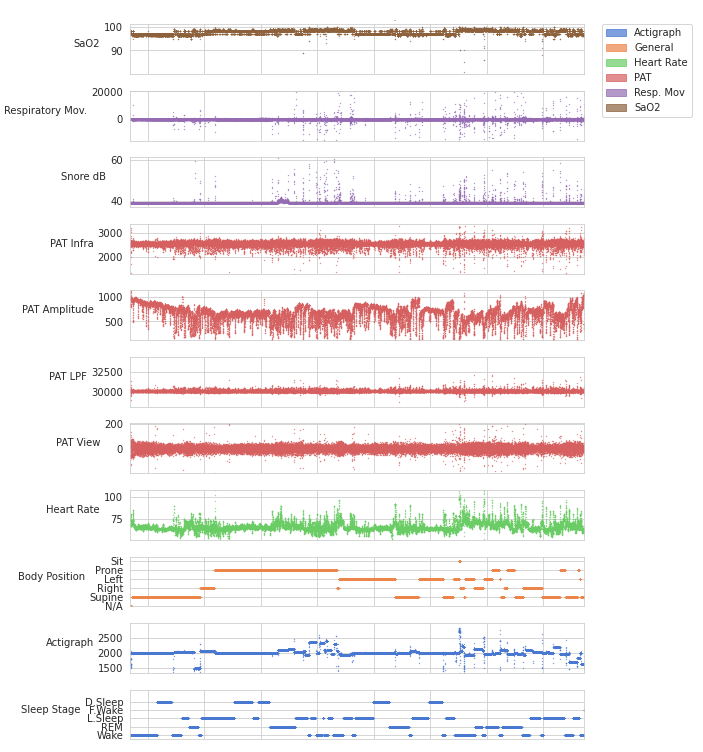 SaO2
100
90
Actigraph
General
Heart Rate
PAT
Resp. Mov
SaO2
Respiratory Mov.
20000
0
Snore dB
60
40
PAT Infra
3000
2000
PAT Amplitude
1000
500
PAT LPF
32500
30000
PAT View
200
0
Heart Rate
100
75
Body Position
Sit
Prone
Left
Right
Supine
N/A
Actigraph
2500
2000
1500
Sleep Stage
D.Sleep
F.Wake
L.Sleep
REM
Wake